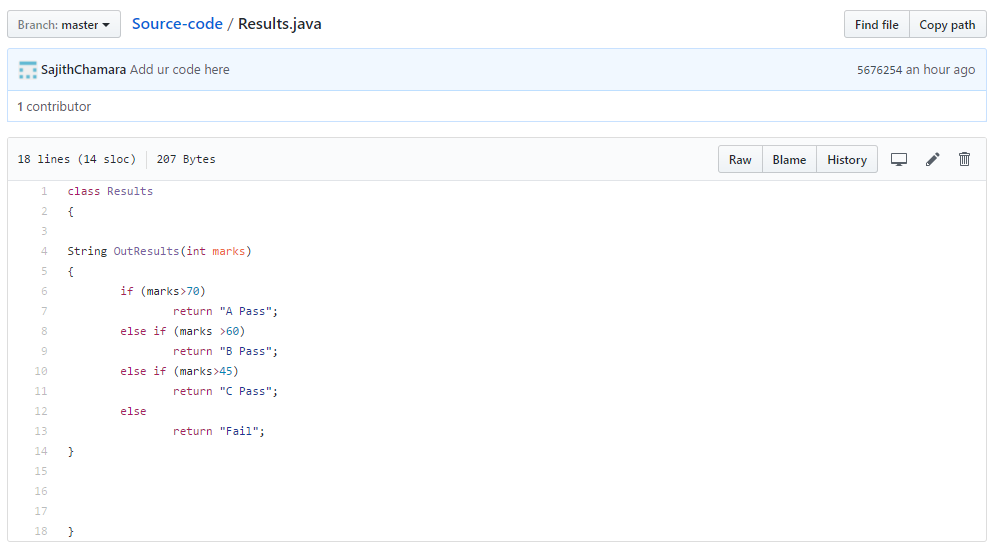 Branch: master Source-code / Results.java Find file Copy path
SajithChamara Add ur code here 5676254 an hour ago
1 contributor
18 lines (14 sloc) 207 Bytes Raw Blame History
1 class Results
2 {
3
4 String OutResults(int marks)
5 {
6 if (marks>70)
7 return "A Pass";
8 else if (marks >60)
9 return "B Pass";
10 else if (marks>45)
11 return "C Pass";
12 else
13 return "Fail";
14 }
15
16
17
18 }